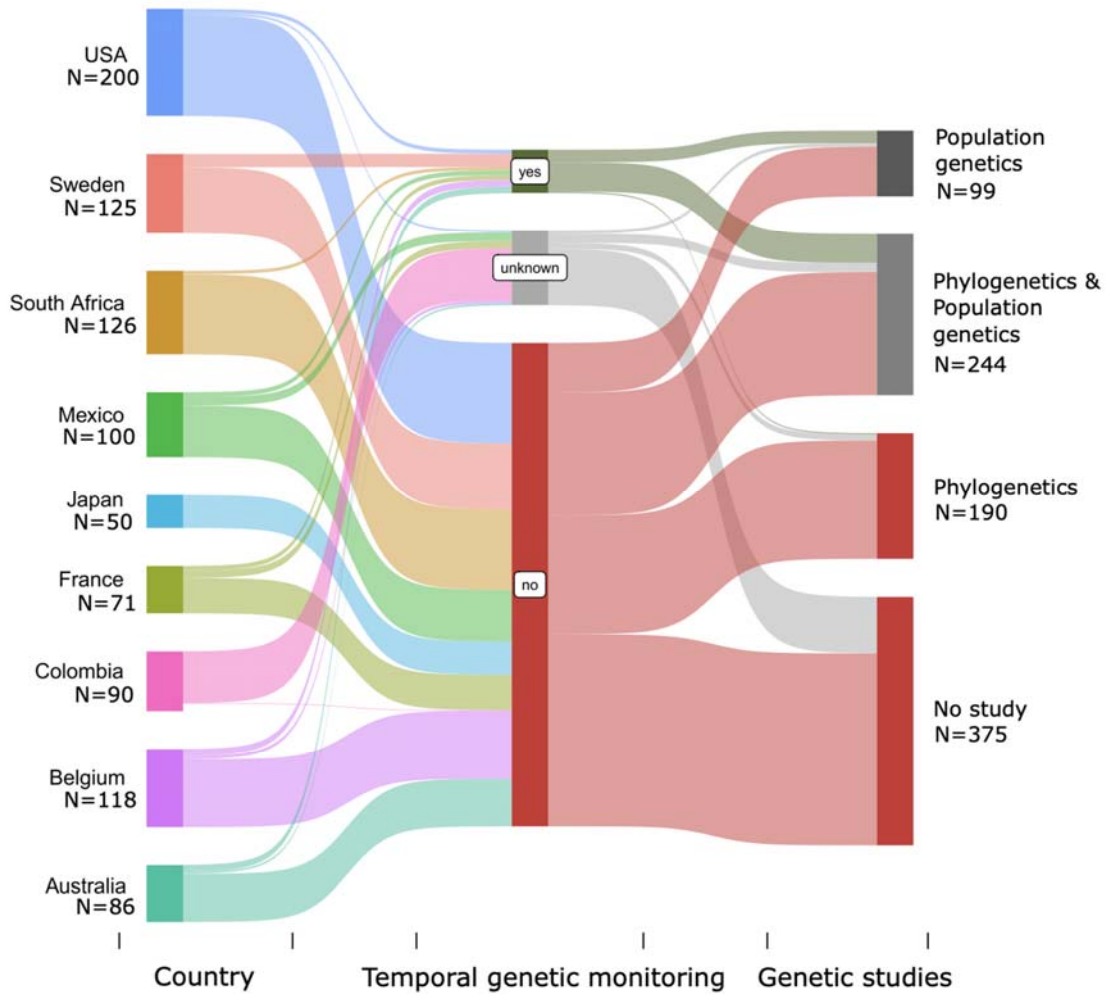 USA
N=200
Sweden
N=125
South Africa
N=126
Mexico
N=100
Japan
N=50
France
N=71
Colombia
N=90
Belgium
N=118
Australia
N=86
yes
unknown
no
Population
genetics
N=99
Phylogenetics &
Population
genetics
N=244
Phylogenetics
N=190
No study
N=375
Country
Temporal genetic monitoring
Genetic studies